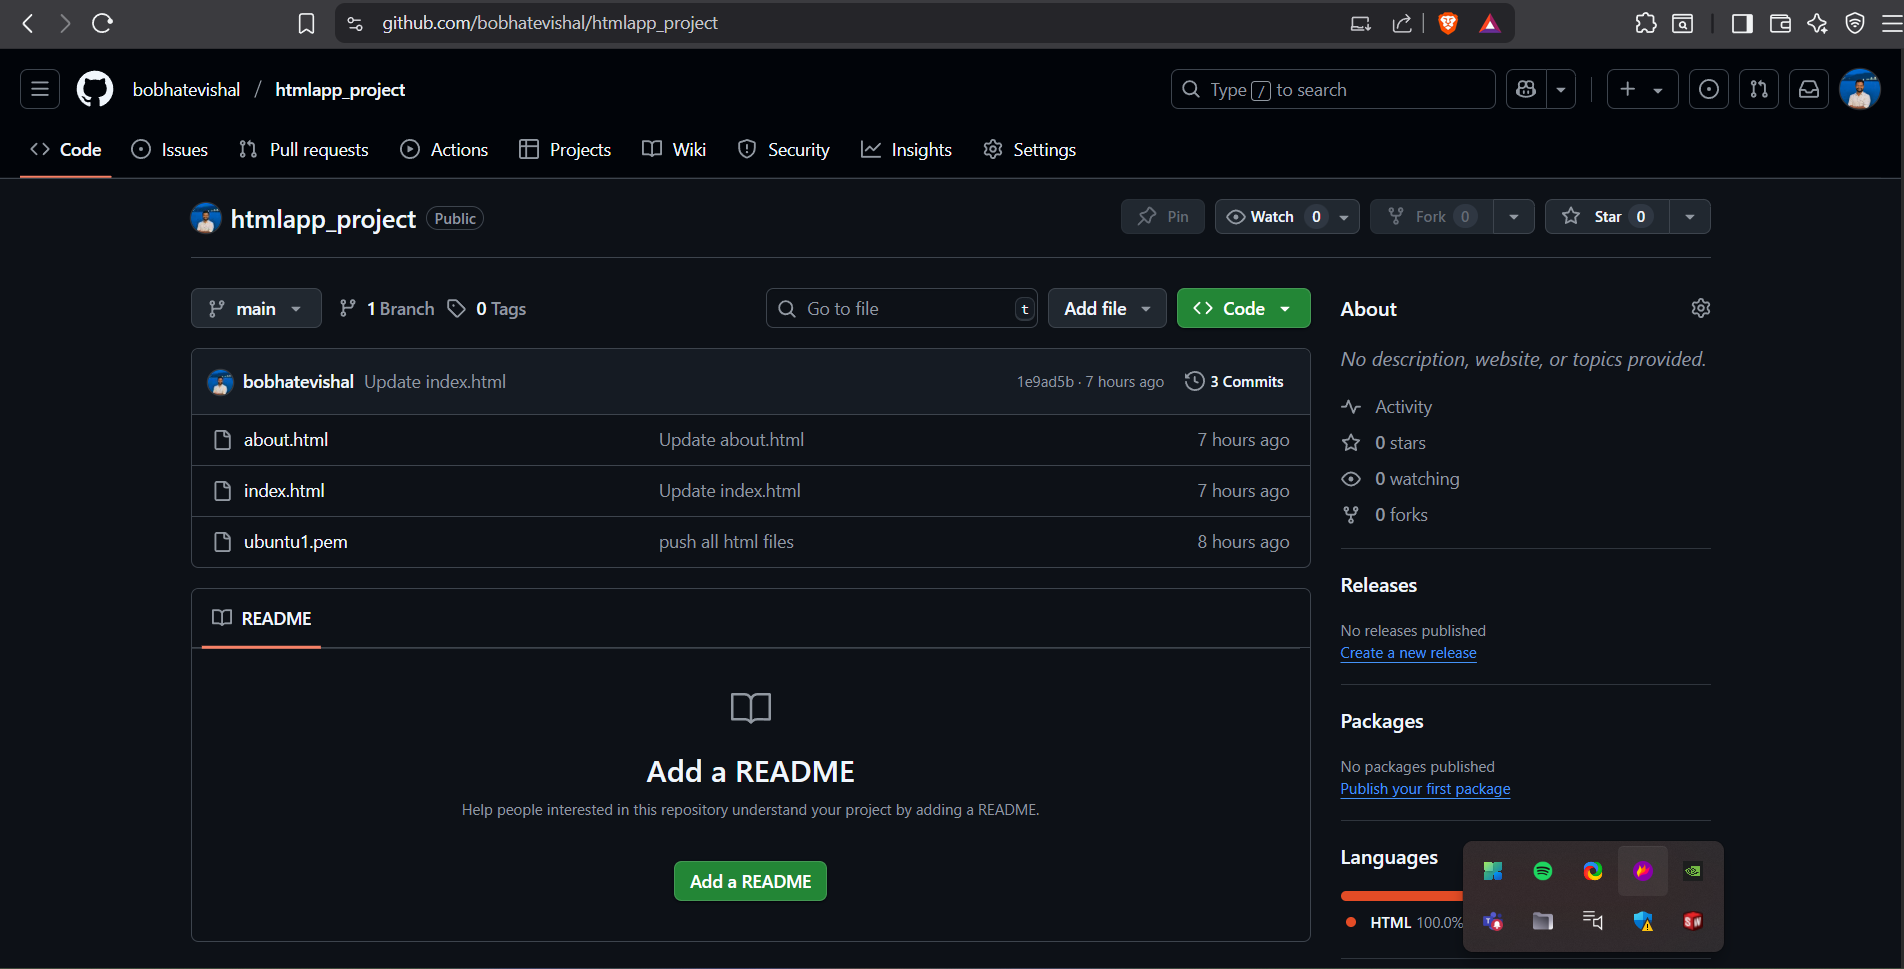 github.com/bobhatevishal/htmlapp_project
bobhatevishal / htmlapp_project
Type / to search
Code Issues Pull requests Actions Projects Wiki Security Insights Settings
htmlapp_project Public
Pin Watch 0 Fork 0 Star 0
main 1 Branch 0 Tags Go to file t Add file Code
bobhatevishal Update index.html 1e9ad5b · 7 hours ago 3 Commits
about.html Update about.html 7 hours ago
index.html Update index.html 7 hours ago
ubuntu1.pem push all html files 8 hours ago
README
Add a README
Help people interested in this repository understand your project by adding a README.
Add a README
About
No description, website, or topics provided.
Activity
0 stars
0 watching
0 forks
Releases
No releases published
Create a new release
Packages
No packages published
Publish your first package
Languages
HTML 100.0%
SW